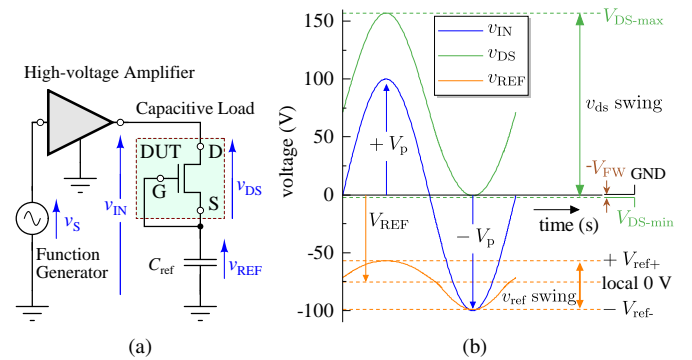 High-voltage Amplifier
Capacitive Load
DUT
D
G
S
v_DS
v_IN
v_S
Function
Generator
C_ref
v_REF
(a)
voltage (V)
150
100
50
0
-50
-100
v_IN
v_DS
v_REF
+ V_p
− V_p
V_REF
time (s)
V_DS-max
v_ds swing
-V_FW
GND
V_DS-min
+ V_ref+
local 0 V
v_ref swing
− V_ref-
(b)